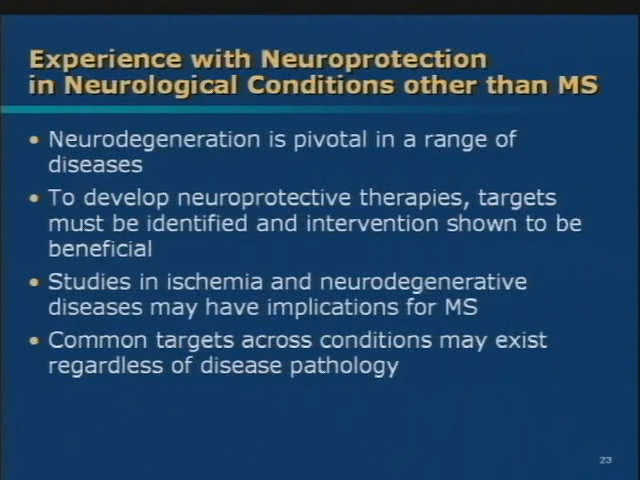 Experience with Neuroprotection
in Neurological Conditions other than MS
• Neurodegeneration is pivotal in a range of
diseases
• To develop neuroprotective therapies, targets
must be identified and intervention shown to be
beneficial
• Studies in ischemia and neurodegenerative
diseases may have implications for MS
• Common targets across conditions may exist
regardless of disease pathology
23